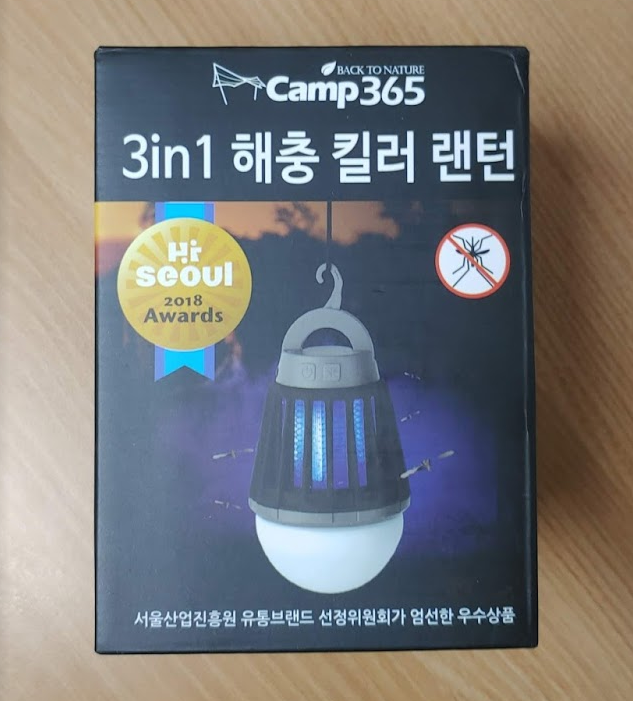 BACK TO NATURE
Camp365
3in1 해충 킬러 랜턴
Hi
seoul
2018
Awards
서울산업진흥원 유통브랜드 선정위원회가 엄선한 우수상품